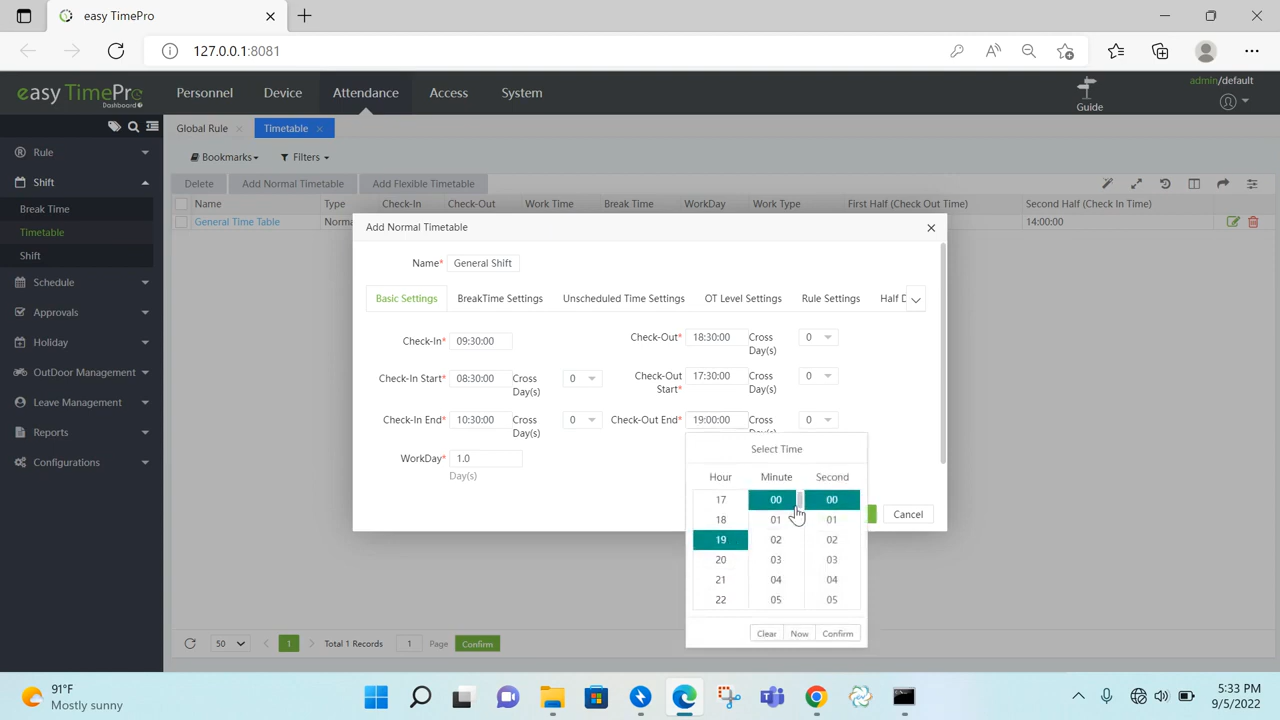 easy TimePro
127.0.0.1:8081
easy TimePro
Dashboard
Personnel
Device
Attendance
Access
System
Guide
admin/default
Global Rule
Timetable
Rule
Shift
Break Time
Timetable
Shift
Schedule
Approvals
Holiday
OutDoor Management
Leave Management
Reports
Configurations
Bookmarks
Filters
Delete
Add Normal Timetable
Add Flexible Timetable
Name Type Check-In Check-Out Work Time Break Time WorkDay Work Type First Half (Check Out Time) Second Half (Check In Time)
General Time Table Norma 14:00:00
Add Normal Timetable
Name* General Shift
Basic Settings BreakTime Settings Unscheduled Time Settings OT Level Settings Rule Settings Half D
Check-In* 09:30:00
Check-Out* 18:30:00 Cross Day(s) 0
Check-In Start* 08:30:00 Cross Day(s) 0
Check-Out Start* 17:30:00 Cross Day(s) 0
Check-In End* 10:30:00 Cross Day(s) 0
Check-Out End* 19:00:00 Cross 0
WorkDay* 1.0
Day(s)
Select Time
Hour Minute Second
17 00 00
18 01 01
19 02 02
20 03 03
21 04 04
22 05 05
Clear Now Confirm
Cancel
50 1 Total 1 Records 1 Page Confirm
91°F
Mostly sunny
5:33 PM
9/5/2022